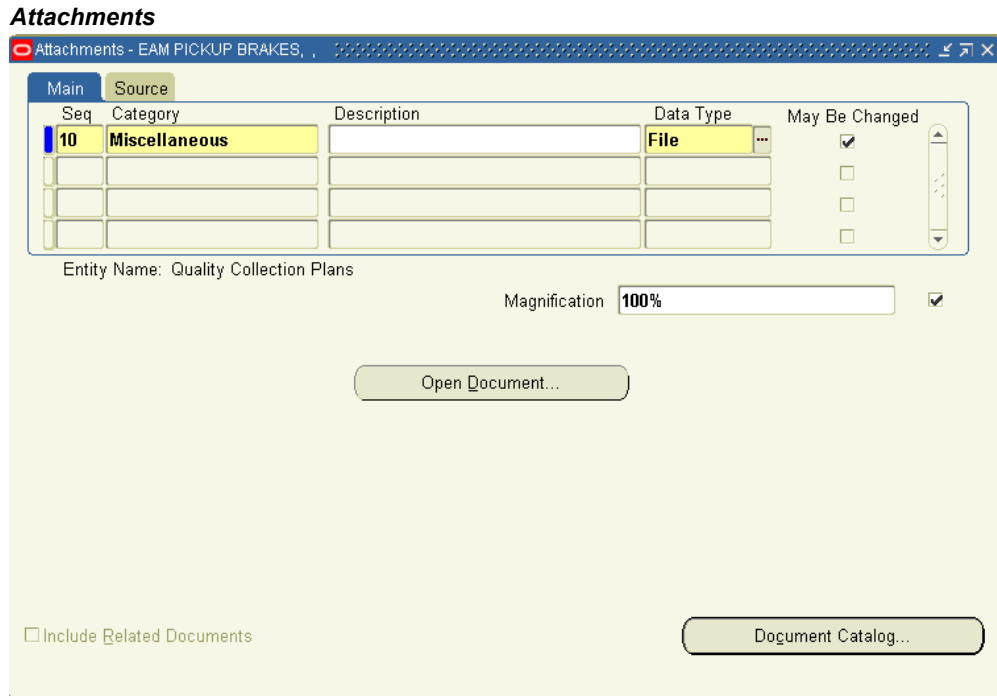 Attachments
Attachments - EAM PICKUP BRAKES, ,
Main Source
Seq Category Description Data Type May Be Changed
10 Miscellaneous File ...
Entity Name: Quality Collection Plans
Magnification 100%
Open Document...
Include Related Documents Document Catalog...